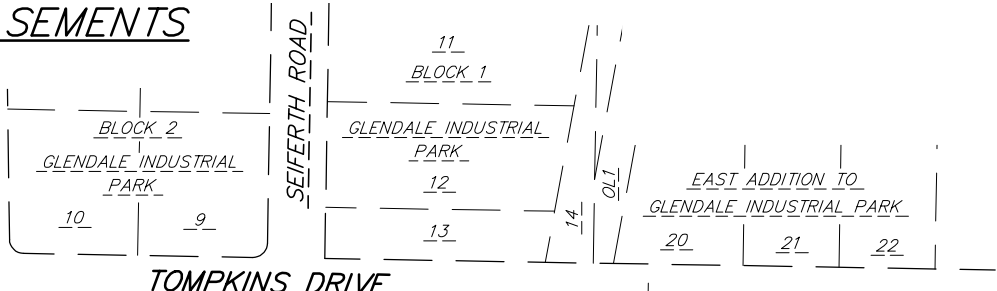 SEMENTS
SEIFERTH ROAD
11
BLOCK 1
BLOCK 2
GLENDALE INDUSTRIAL
PARK
10
9
GLENDALE INDUSTRIAL
PARK
12
13
14
OL1
EAST ADDITION TO
GLENDALE INDUSTRIAL PARK
20
21
22
TOMPKINS DRIVE